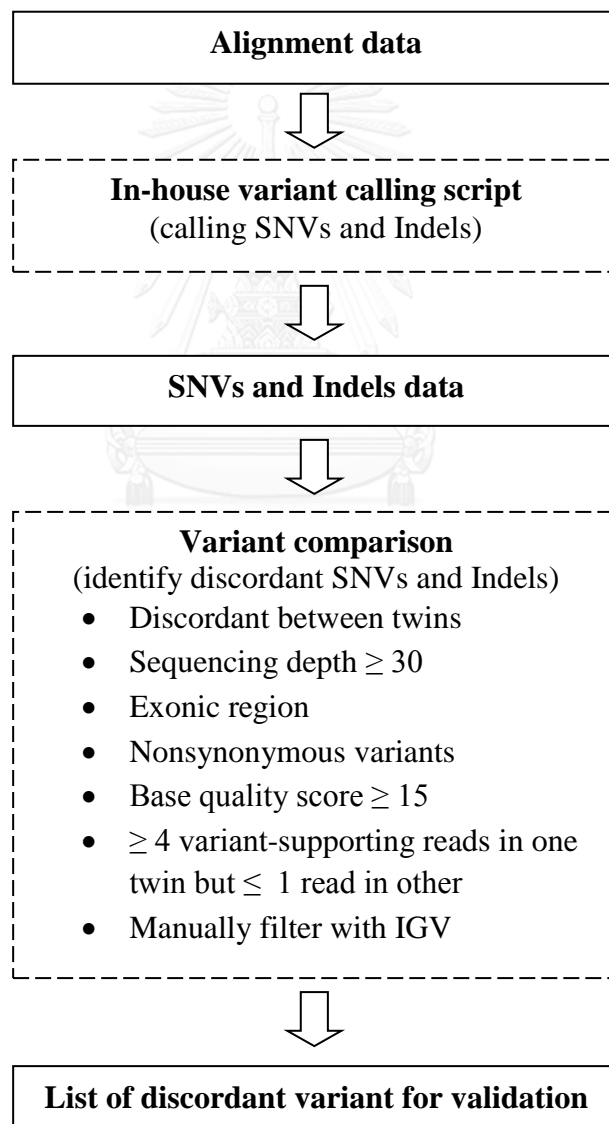 Alignment data
In-house variant calling script
(calling SNVs and Indels)
SNVs and Indels data
Variant comparison
(identify discordant SNVs and Indels)
• Discordant between twins
• Sequencing depth ≥ 30
• Exonic region
• Nonsynonymous variants
• Base quality score ≥ 15
• ≥ 4 variant-supporting reads in one
twin but ≤ 1 read in other
• Manually filter with IGV
List of discordant variant for validation